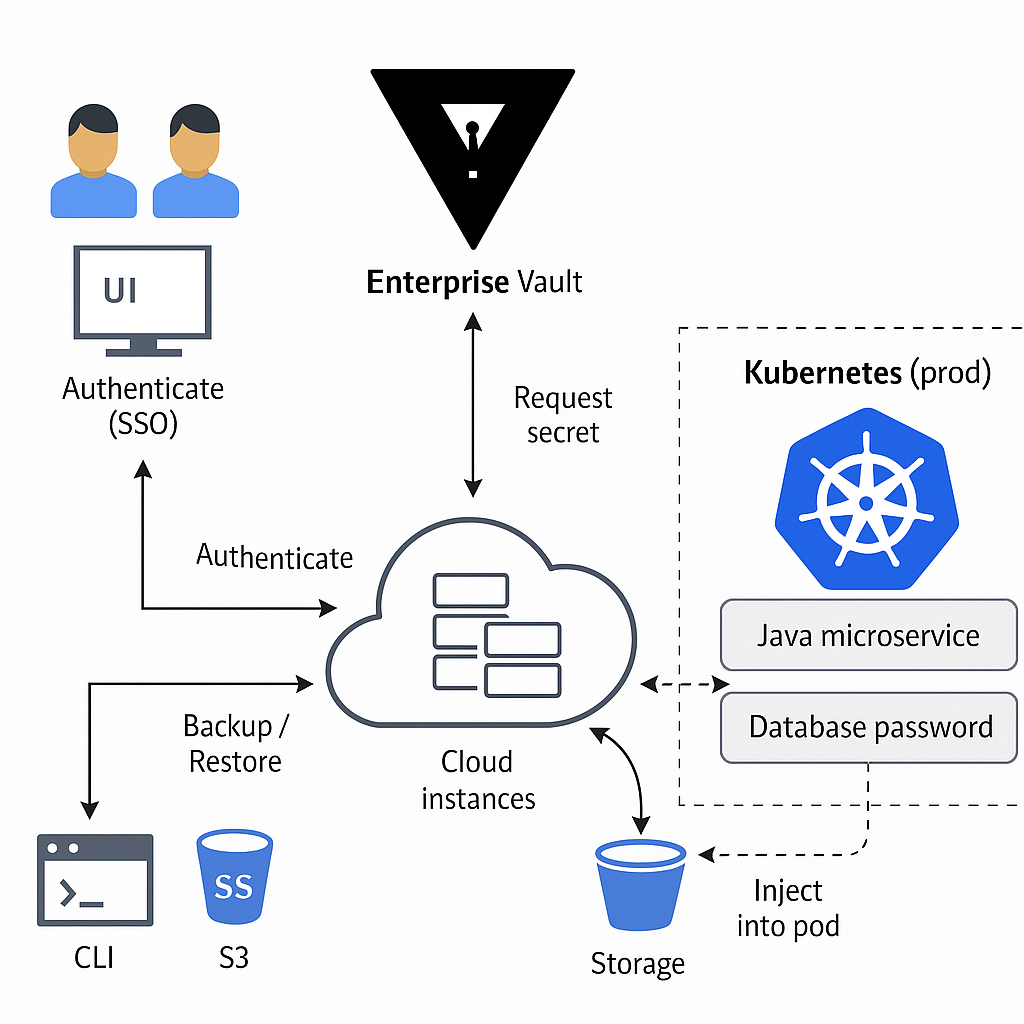 UI
Authenticate
(SSO)
Enterprise Vault
Request
secret
Kubernetes (prod)
Authenticate
Java microservice
Database password
Backup /
Restore
Cloud
instances
>_
CLI
SS
S3
Storage
Inject
into pod